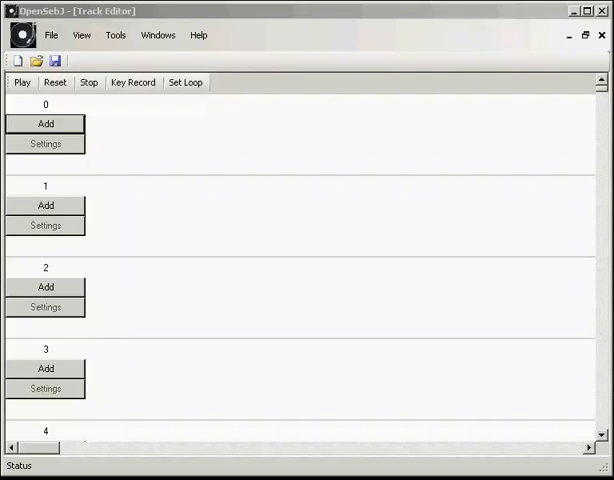 OpenSebJ - [Track Editor]
File View Tools Windows Help
Play Reset Stop Key Record Set Loop
0
Add
Settings
1
Add
Settings
2
Add
Settings
3
Add
Settings
4
Status